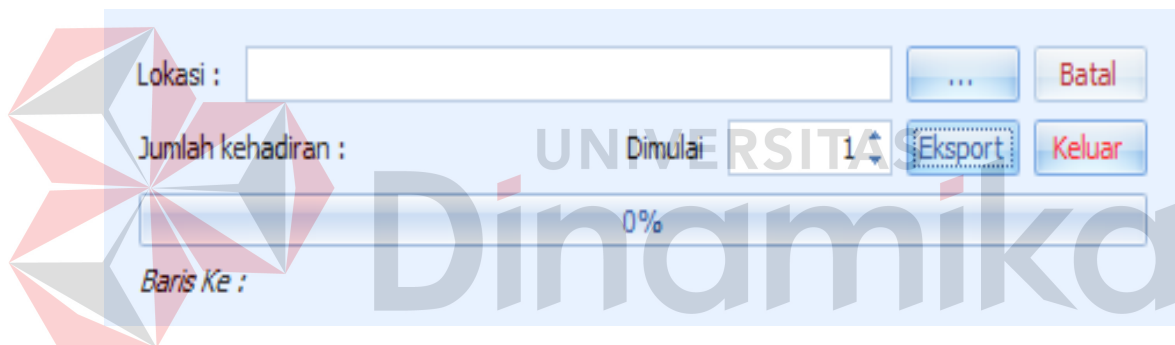 Lokasi : ... Batal
Jumlah kehadiran : Dimulai 1 Eksport Keluar
0%
Baris Ke :
UNIVERSITAS
Dinamika